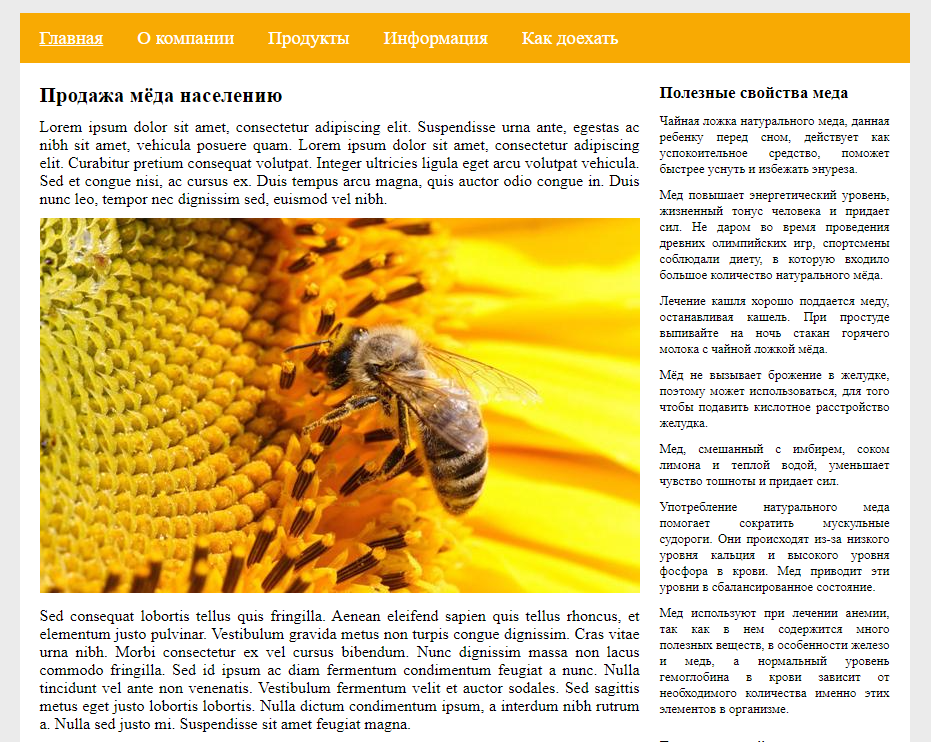 Главная О компании Продукты Информация Как доехать
Продажа мёда населению
Lorem ipsum dolor sit amet, consectetur adipiscing elit. Suspendisse urna ante, egestas ac
nibh sit amet, vehicula posuere quam. Lorem ipsum dolor sit amet, consectetur adipiscing
elit. Curabitur pretium consequat volutpat. Integer ultricies ligula eget arcu volutpat vehicula.
Sed et congue nisi, ac cursus ex. Duis tempus arcu magna, quis auctor odio congue in. Duis
nunc leo, tempor nec dignissim sed, euismod vel nibh.
Sed consequat lobortis tellus quis fringilla. Aenean eleifend sapien quis tellus rhoncus, et
elementum justo pulvinar. Vestibulum gravida metus non turpis congue dignissim. Cras vitae
urna nibh. Morbi consectetur ex vel cursus bibendum. Nunc dignissim massa non lacus
commodo fringilla. Sed id ipsum ac diam fermentum condimentum feugiat a nunc. Nulla
tincidunt vel ante non venenatis. Vestibulum fermentum velit et auctor sodales. Sed sagittis
metus eget justo lobortis lobortis. Nulla dictum condimentum ipsum, a interdum nibh rutrum
a. Nulla sed justo mi. Suspendisse sit amet feugiat magna.
Полезные свойства меда
Чайная ложка натурального меда, данная
ребенку перед сном, действует как
успокоительное средство, поможет
быстрее уснуть и избежать энуреза.
Мед повышает энергетический уровень,
жизненный тонус человека и придает
сил. Не даром во время проведения
древних олимпийских игр, спортсмены
соблюдали диету, в которую входило
большое количество натурального мёда.
Лечение кашля хорошо поддается меду,
останавливая кашель. При простуде
выпивайте на ночь стакан горячего
молока с чайной ложкой мёда.
Мёд не вызывает брожение в желудке,
поэтому может использоваться, для того
чтобы подавить кислотное расстройство
желудка.
Мед, смешанный с имбирем, соком
лимона и теплой водой, уменьшает
чувство тошноты и придает сил.
Употребление натурального меда
помогает сократить мускульные
судороги. Они происходят из-за низкого
уровня кальция и высокого уровня
фосфора в крови. Мед приводит эти
уровни в сбалансированное состояние.
Мед используют при лечении анемии,
так как в нем содержится много
полезных веществ, в особенности железо
и медь, а нормальный уровень
гемоглобина в крови зависит от
необходимого количества именно этих
элементов в организме.